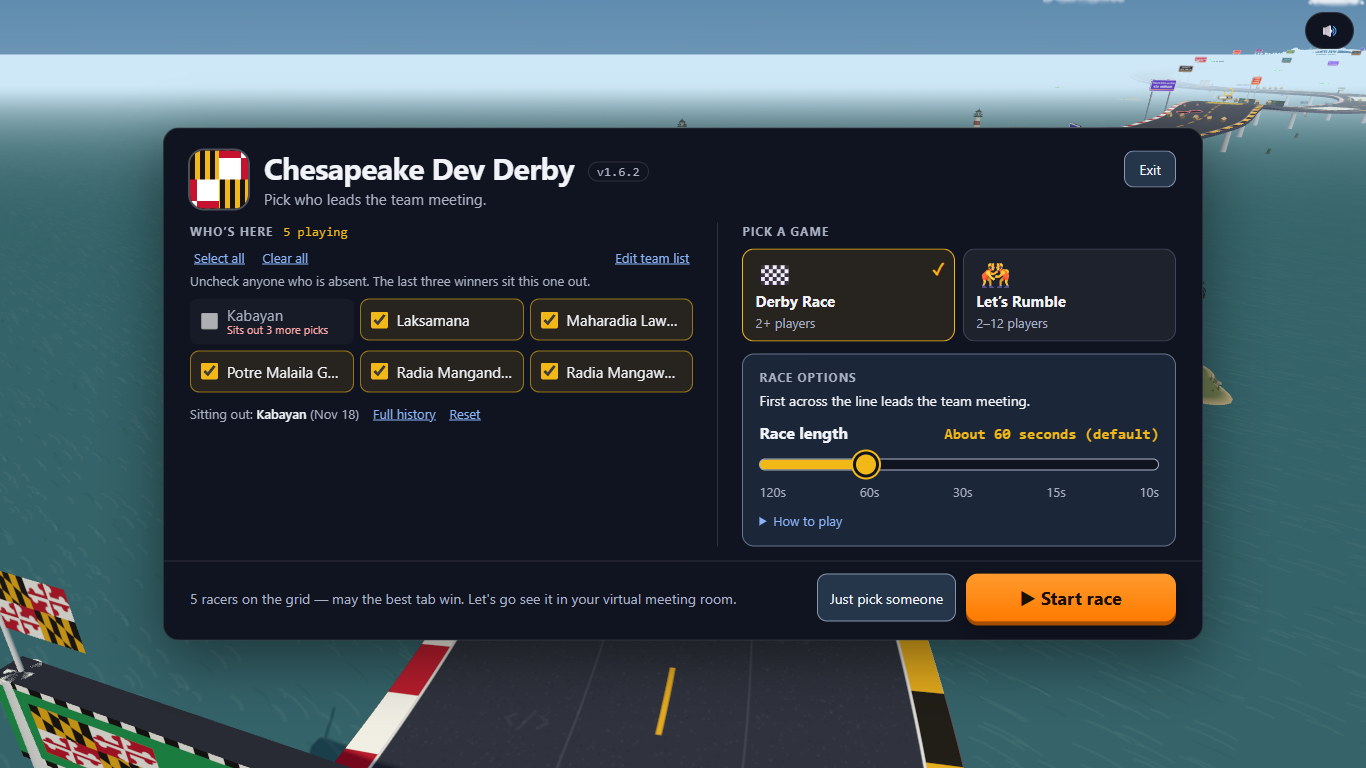 Chesapeake Dev Derby v1.6.2
Pick who leads the team meeting.
Exit
WHO'S HERE 5 playing
Select all Clear all Edit team list
Uncheck anyone who is absent. The last three winners sit this one out.
Kabayan
Sits out 3 more picks
Laksamana
Maharadia Law...
Potre Malaila G...
Radia Mangand...
Radia Mangaw...
Sitting out: Kabayan (Nov 18) Full history Reset
PICK A GAME
Derby Race
2+ players
Let's Rumble
2–12 players
RACE OPTIONS
First across the line leads the team meeting.
Race length About 60 seconds (default)
120s 60s 30s 15s 10s
How to play
5 racers on the grid — may the best tab win. Let's go see it in your virtual meeting room.
Just pick someone
Start race